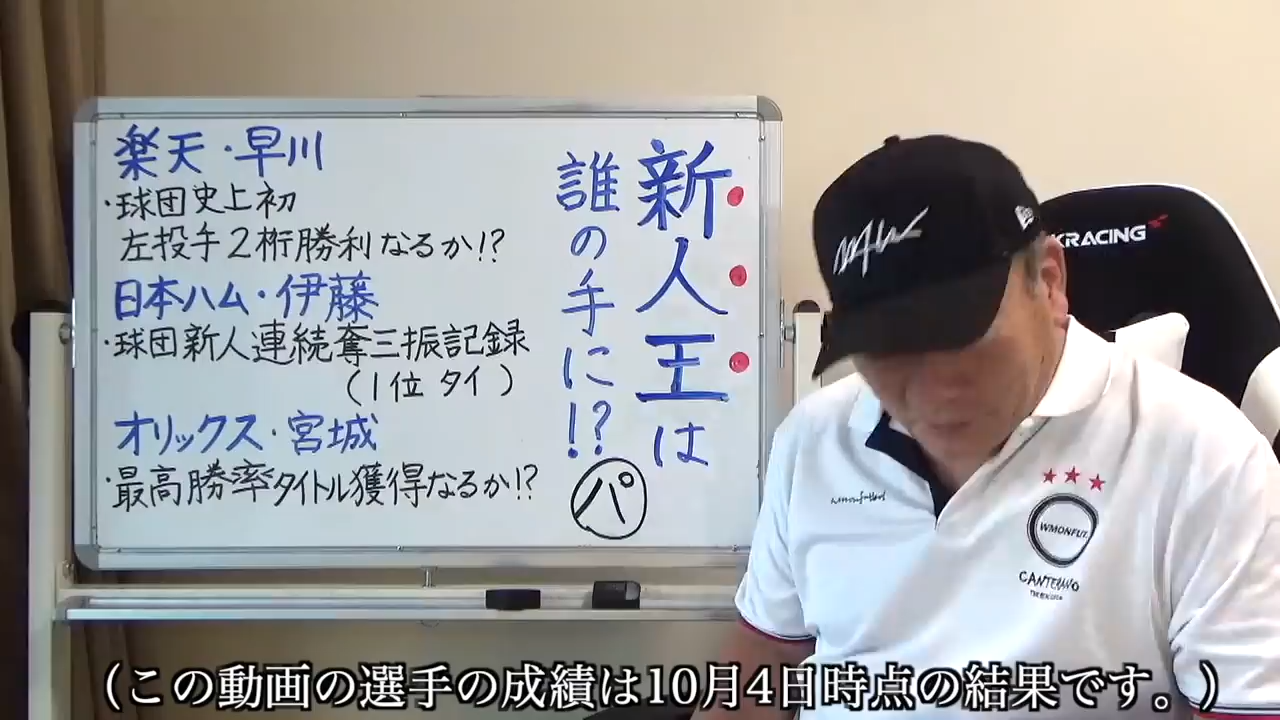 新人王は
誰の手に!?
パ
楽天・早川
・球団史上初
左投手2桁勝利なるか!?
日本ハム・伊藤
・球団新人連続奪三振記録
(1位タイ)
オリックス・宮城
・最高勝率タイトル獲得なるか!?
KRACING
WMONFUT
CANTERANO
(この動画の選手の成績は10月4日時点の結果です。)